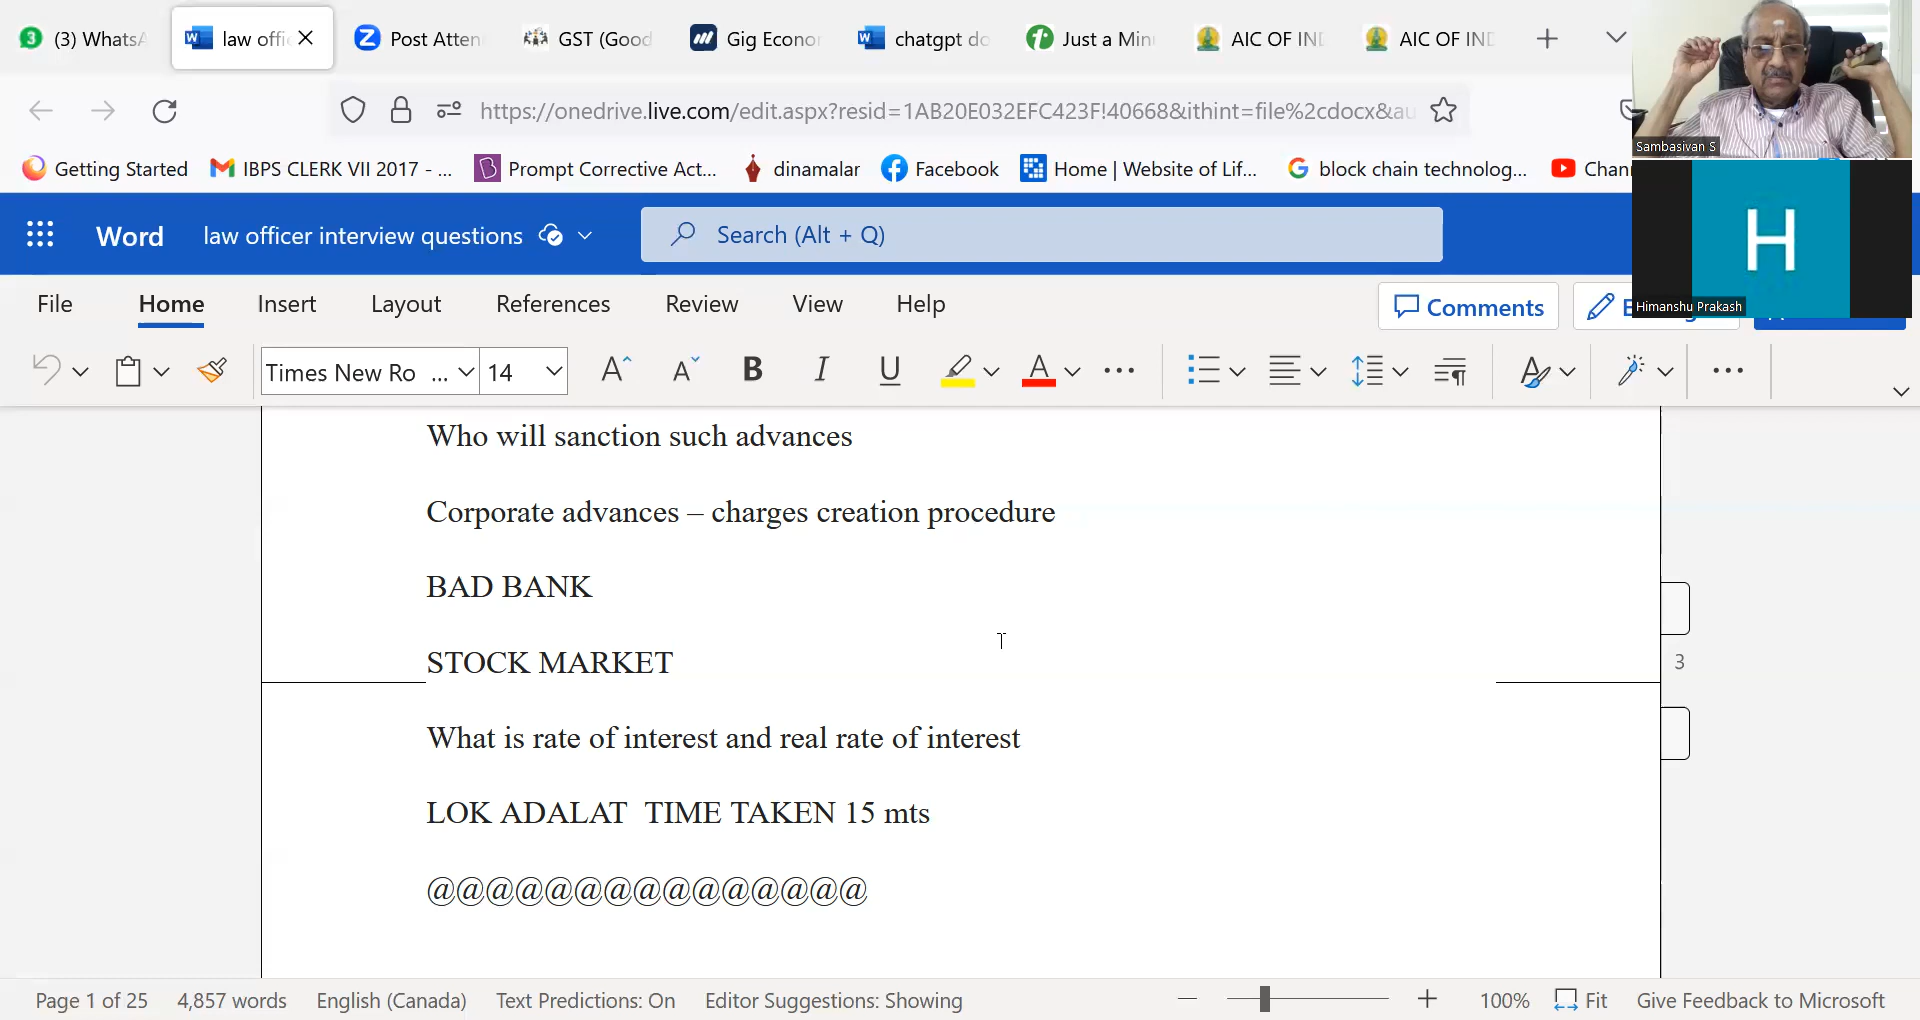 (3) Whats
law offi
Post Atten
GST (Good
Gig Econo
chatgpt do
Just a Min
AIC OF IN
AIC OF IN
https://onedrive.live.com/edit.aspx?resid=1AB20E032EFC423F!40668&ithint=file%2cdocx&au
Getting Started
IBPS CLERK VII 2017 - ...
Prompt Corrective Act...
dinamalar
Facebook
Home | Website of Lif...
block chain technolog...
Chan
Sambasivan S
H
Himanshu Prakash
Word
law officer interview questions
Search (Alt + Q)
File
Home
Insert
Layout
References
Review
View
Help
Comments
Times New Ro ...
14
Who will sanction such advances
Corporate advances – charges creation procedure
BAD BANK
STOCK MARKET
3
What is rate of interest and real rate of interest
LOK ADALAT  TIME TAKEN 15 mts
@@@@@@@@@@@@@@@
Page 1 of 25
4,857 words
English (Canada)
Text Predictions: On
Editor Suggestions: Showing
100%
Fit
Give Feedback to Microsoft